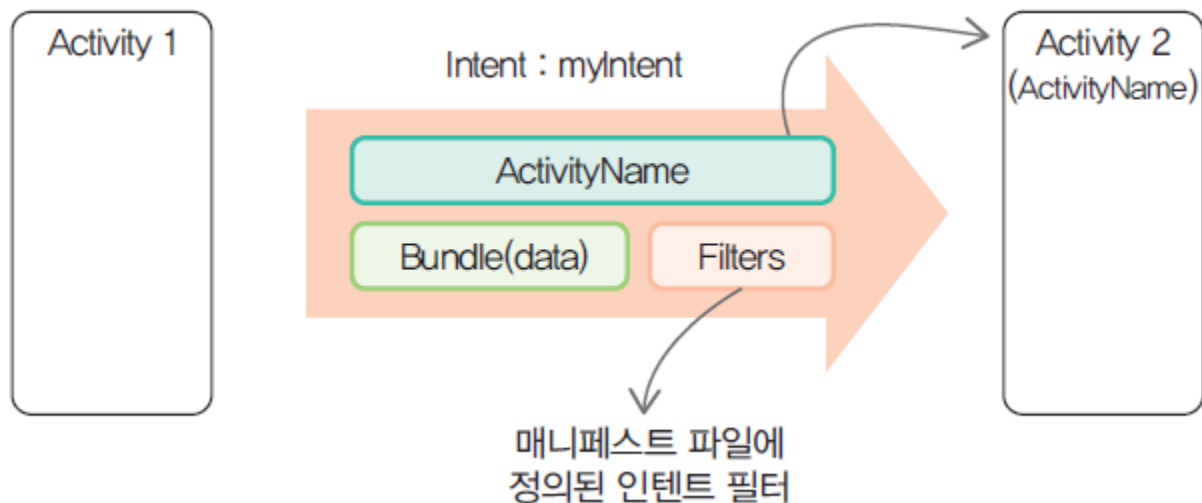 Activity 1
Intent : myIntent
Activity 2
(ActivityName)
ActivityName
Bundle(data)
Filters
매니페스트 파일에
정의된 인텐트 필터